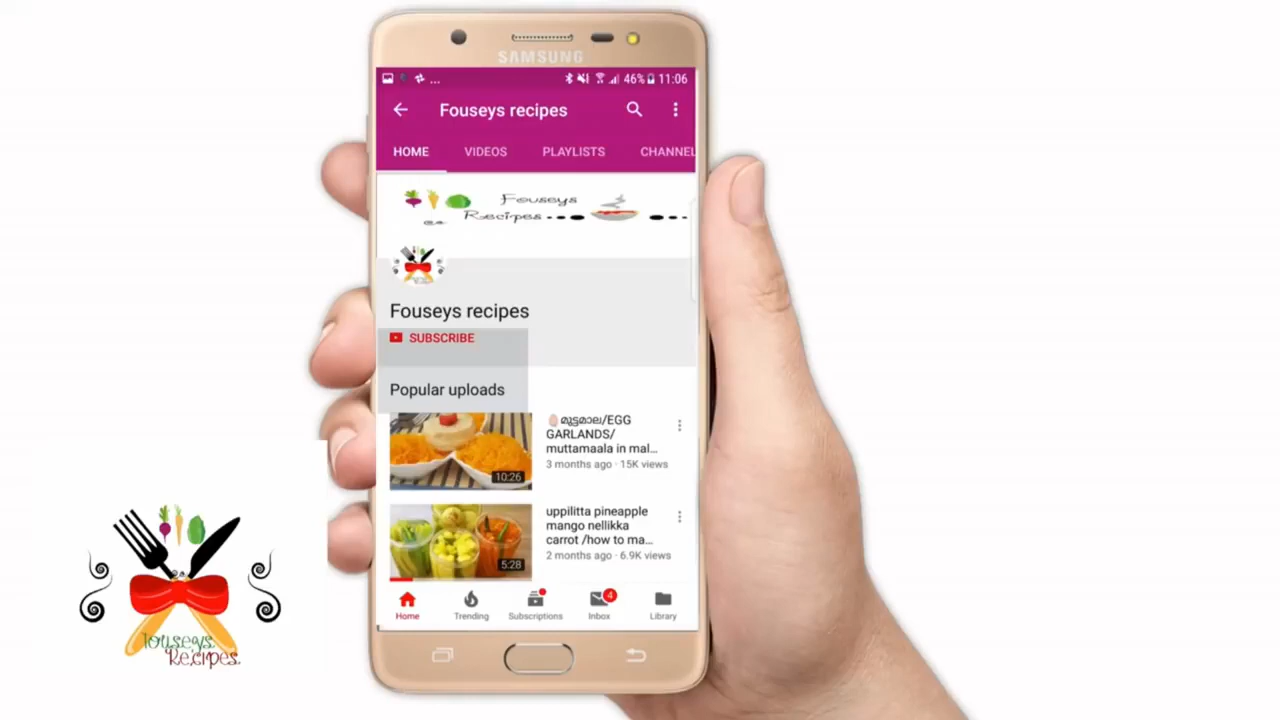 SAMSUNG
... 46% 11:06
Fouseys recipes
HOME VIDEOS PLAYLISTS CHANNEL
Fouseys
Recipes
Fouseys recipes
SUBSCRIBE
Popular uploads
മുട്ടമാല/EGG
GARLANDS/
muttamaala in mal...
3 months ago · 15K views
10:26
uppilitta pineapple
mango nellikka
carrot /how to ma...
2 months ago · 6.9K views
5:28
4
Home Trending Subscriptions Inbox Library
Fouseys
Recipes